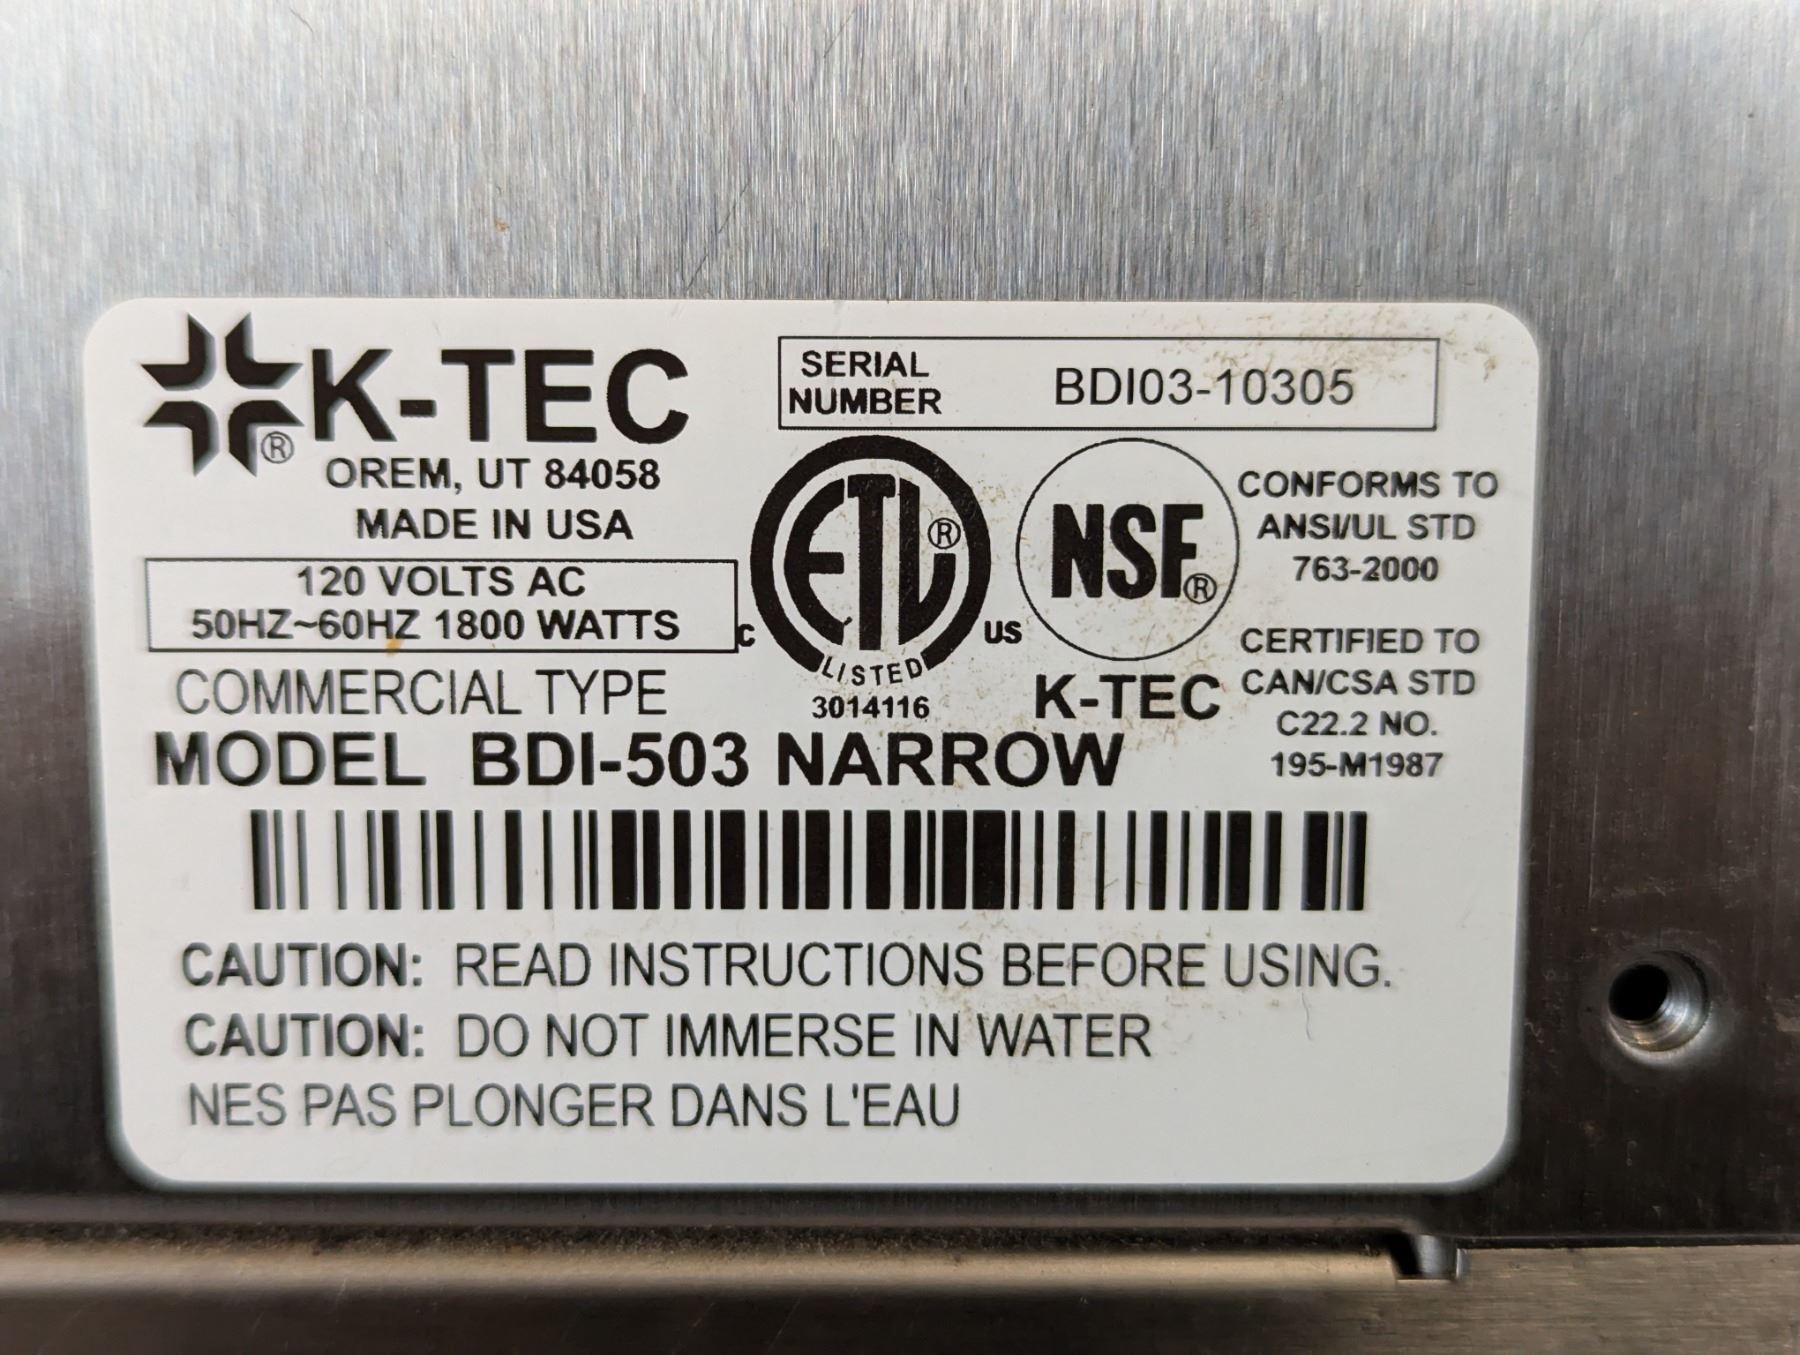 K-TEC
®
OREM, UT 84058
MADE IN USA
120 VOLTS AC
50HZ~60HZ 1800 WATTS
COMMERCIAL TYPE
MODEL BDI-503 NARROW
SERIAL
NUMBER
BDI03-10305
C
ETL®
US
LISTED
3014116
NSF®
K-TEC
CONFORMS TO
ANSI/UL STD
763-2000
CERTIFIED TO
CAN/CSA STD
C22.2 NO.
195-M1987
CAUTION: READ INSTRUCTIONS BEFORE USING.
CAUTION: DO NOT IMMERSE IN WATER
NES PAS PLONGER DANS L'EAU